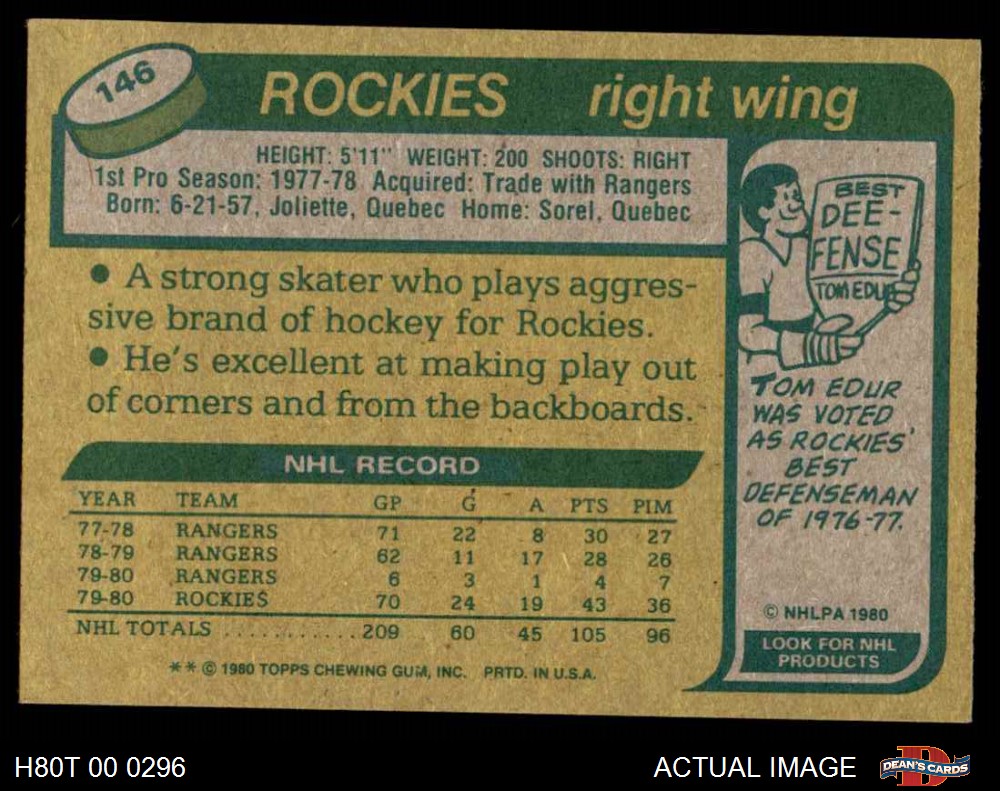 146
ROCKIES right wing
HEIGHT: 5'11" WEIGHT: 200 SHOOTS: RIGHT
1st Pro Season: 1977-78 Acquired: Trade with Rangers
Born: 6-21-57, Joliette, Quebec Home: Sorel, Quebec
• A strong skater who plays aggres-
sive brand of hockey for Rockies.
• He's excellent at making play out
of corners and from the backboards.
NHL RECORD
YEAR TEAM GP G A PTS PIM
77-78 RANGERS 71 22 8 30 27
78-79 RANGERS 62 11 17 28 26
79-80 RANGERS 6 3 1 4 7
79-80 ROCKIES 70 24 19 43 36
NHL TOTALS ............209 60 45 105 96
** © 1980 TOPPS CHEWING GUM, INC. PRTD. IN U.S.A.
BEST
DEE-
FENSE
TOM EDUR
TOM EDUR
WAS VOTED
AS ROCKIES'
BEST
DEFENSEMAN
OF 1976-77.
© NHLPA 1980
LOOK FOR NHL
PRODUCTS
H80T 00 0296
ACTUAL IMAGE
D
DEAN'S CARDS